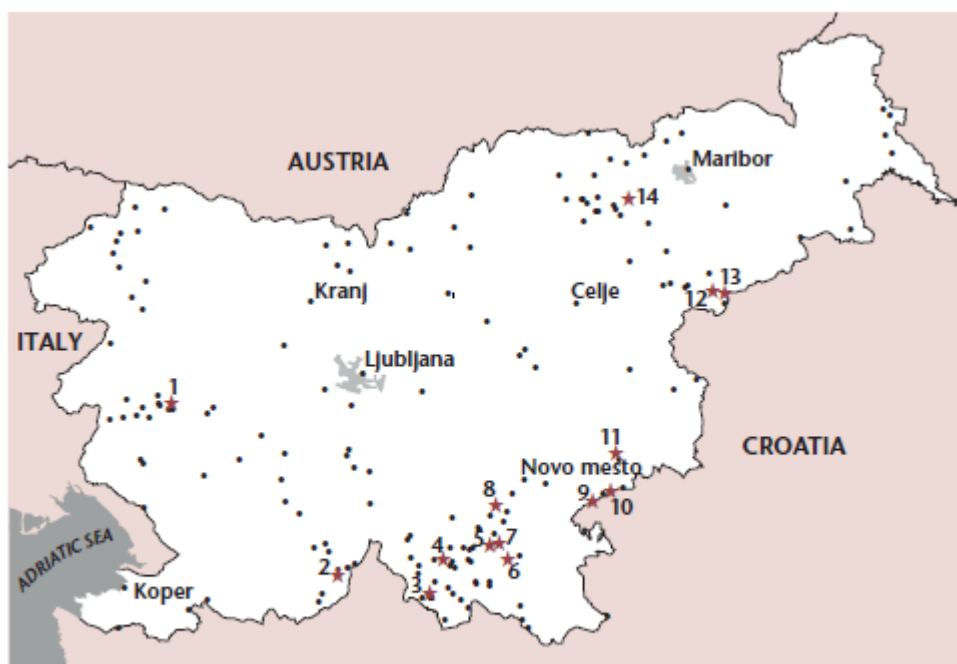 AUSTRIA
Maribor
14
Kranj
Celje
12
13
ITALY
Ljubljana
1
11
CROATIA
Novo mesto
8
9
10
ADRIATIC SEA
5
7
4
6
2
3
Koper